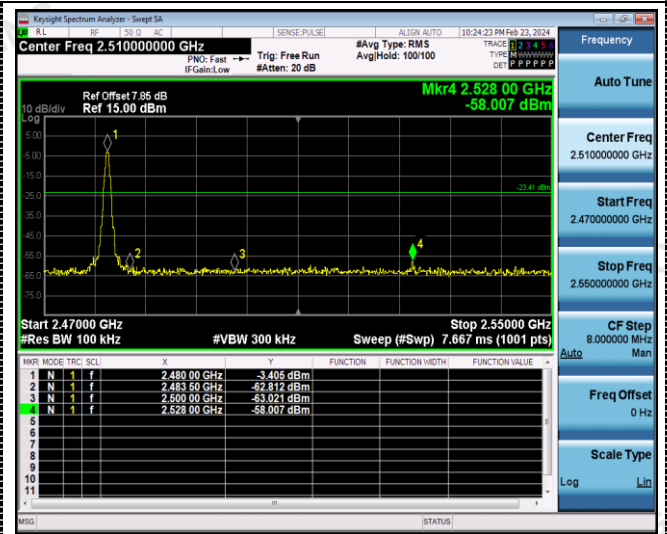 Keysight Spectrum Analyzer - Swept SA
RL RF 50 Ω AC SENSE:PULSE ALIGN AUTO 10:24:23 PM Feb 23, 2024
Center Freq 2.510000000 GHz
PNO: Fast
IFGain:Low
Trig: Free Run
#Atten: 20 dB
#Avg Type: RMS
Avg|Hold: 100/100
TRACE 1 2 3 4 5 6
TYPE M W W W W W
DET P P P P P P
Ref Offset 7.85 dB
10 dB/div Ref 15.00 dBm
Log
Mkr4 2.528 00 GHz
-58.007 dBm
1
5.00
-5.00
-15.0
-23.41 dBm
-25.0
-35.0
-45.0
4
2
3
-55.0
-65.0
-75.0
Start 2.47000 GHz Stop 2.55000 GHz
#Res BW 100 kHz #VBW 300 kHz Sweep (#Swp) 7.667 ms (1001 pts)
MKR MODE TRC SCL X Y FUNCTION FUNCTION WIDTH FUNCTION VALUE
1 N 1 f 2.480 00 GHz -3.405 dBm
2 N 1 f 2.483 50 GHz -62.812 dBm
3 N 1 f 2.500 00 GHz -63.021 dBm
4 N 1 f 2.528 00 GHz -58.007 dBm
5
6
7
8
9
10
11
MSG STATUS
Frequency
Auto Tune
Center Freq
2.510000000 GHz
Start Freq
2.470000000 GHz
Stop Freq
2.550000000 GHz
CF Step
8.000000 MHz
Auto Man
Freq Offset
0 Hz
Scale Type
Log Lin